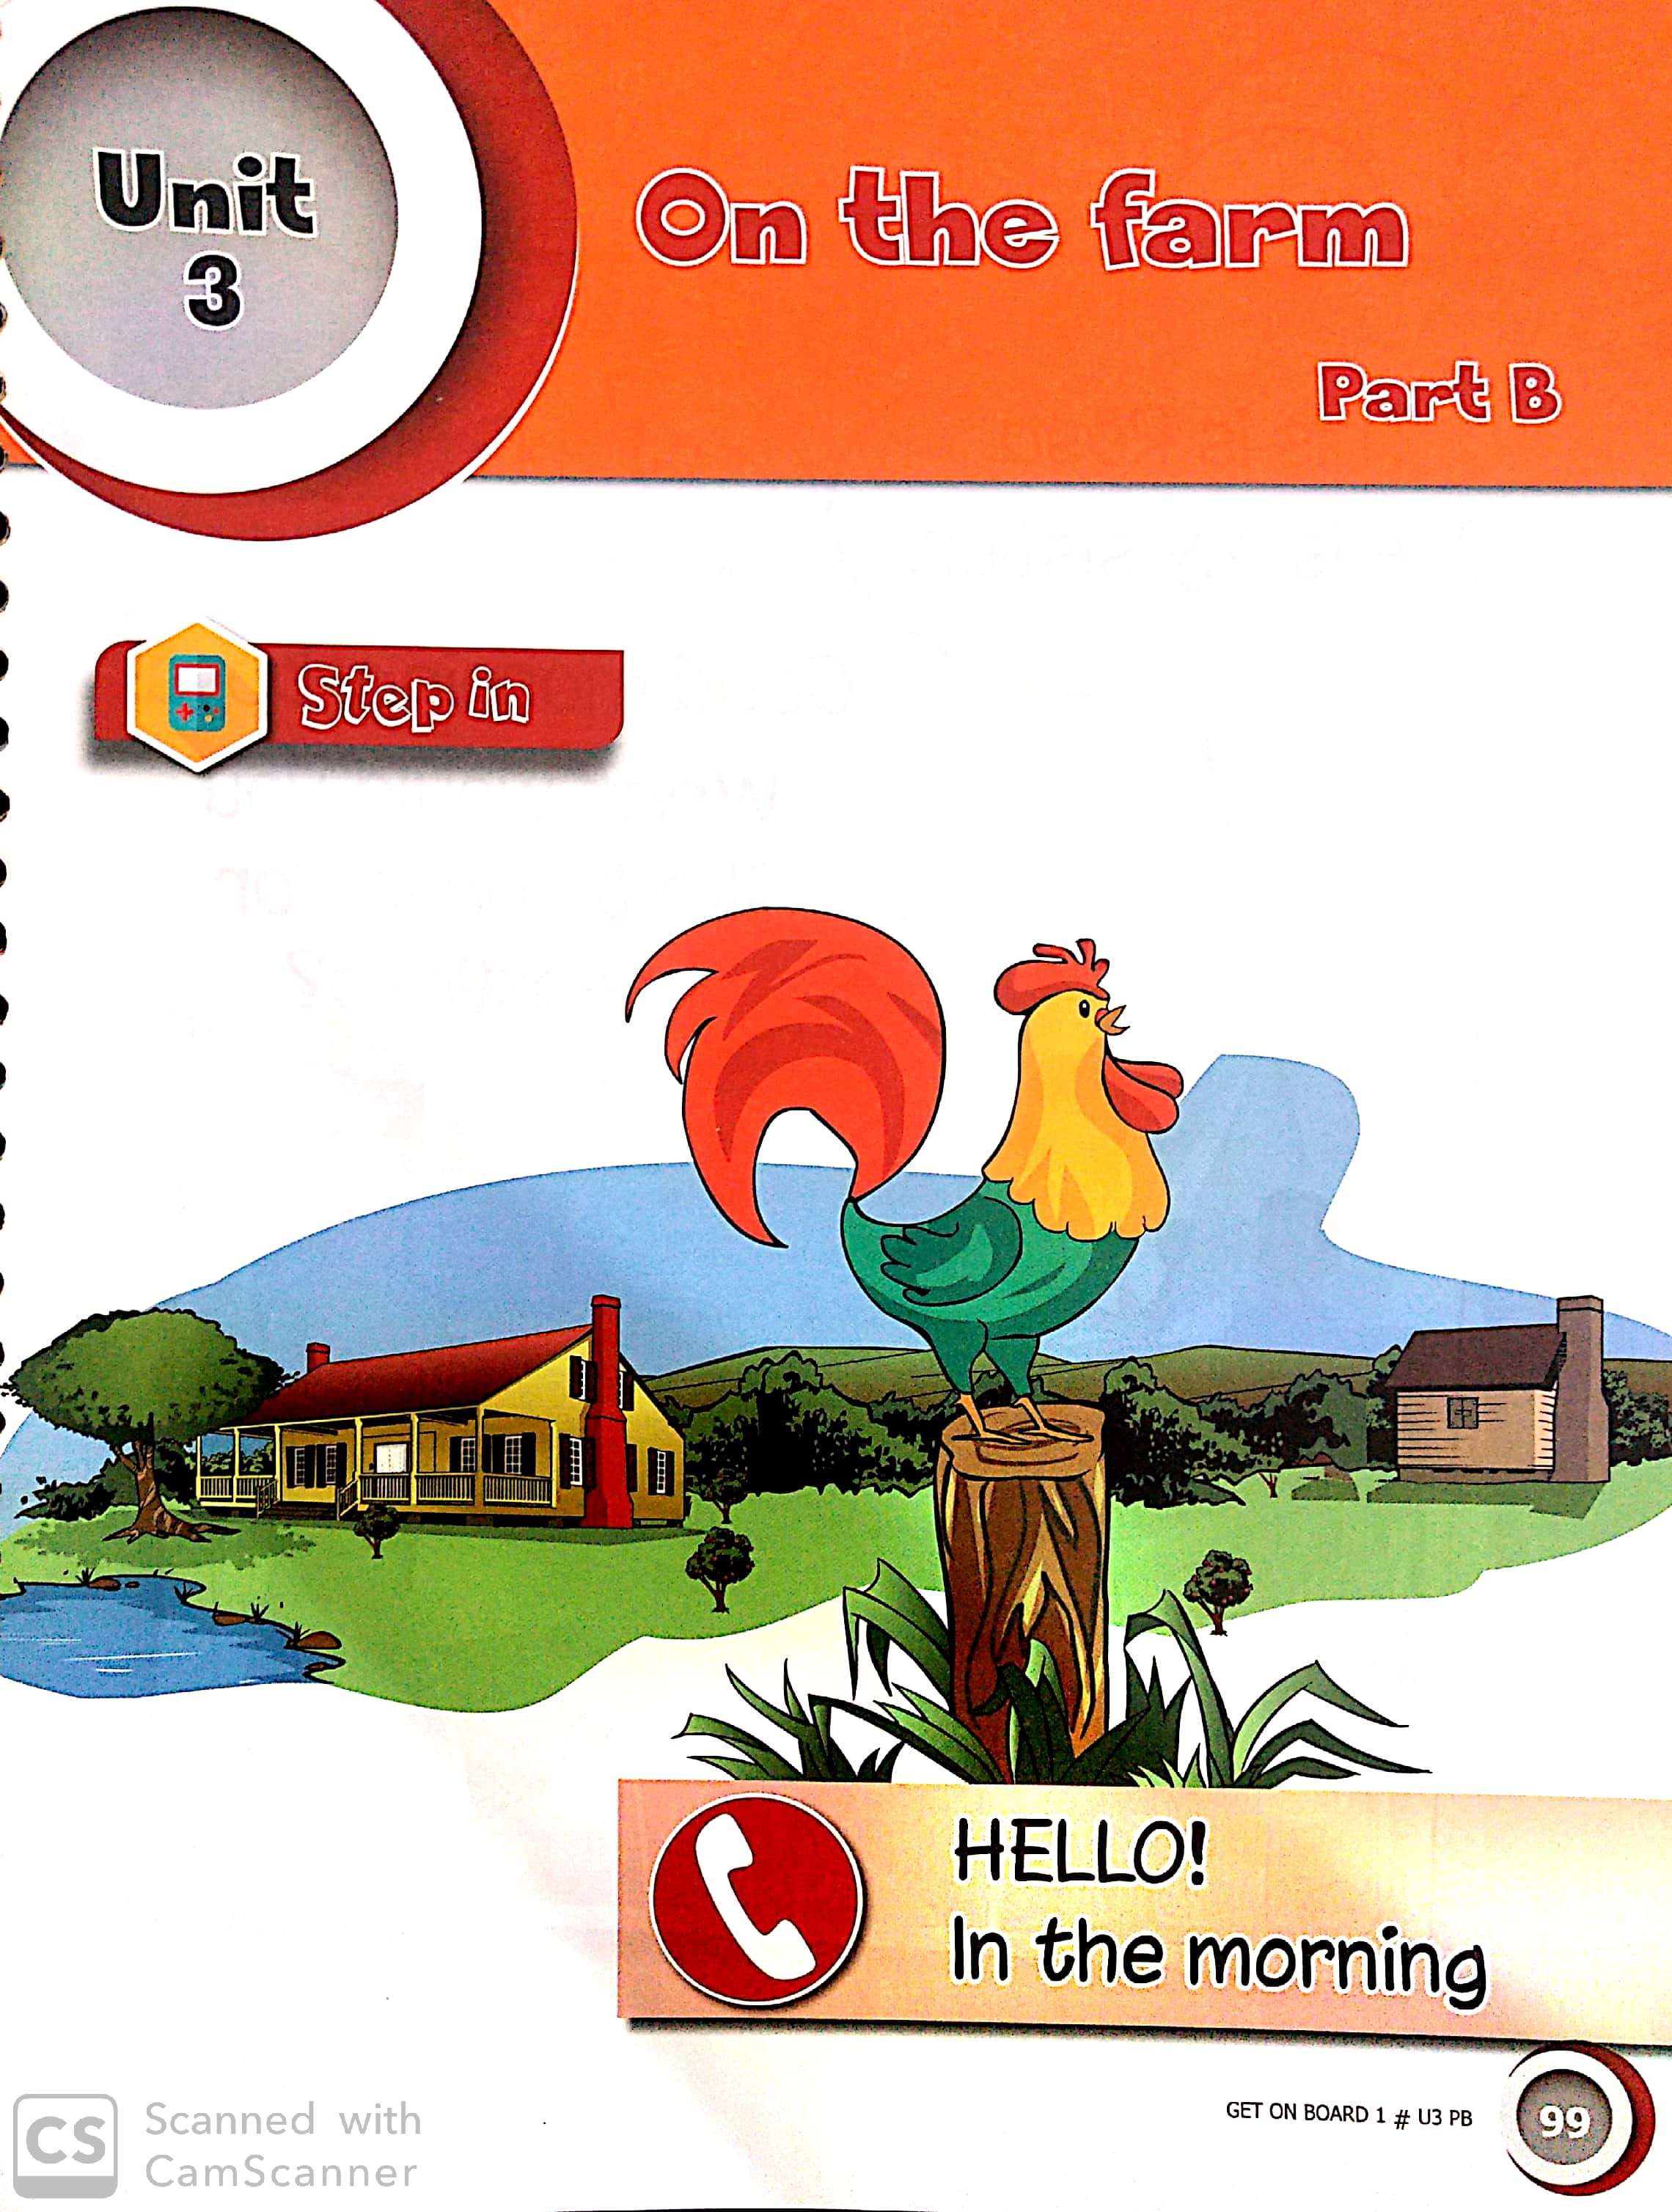 Unit
3
On the farm
Part B
Step in
HELLO!
In the morning
GET ON BOARD 1 # U3 PB
99
CS
Scanned with
CamScanner